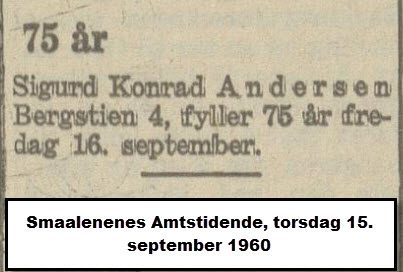 75 år
Sigurd Konrad Andersen
Bergstien 4, fyller 75 år fre-
dag 16. september.
Smaalenenes Amtstidende, torsdag 15.
september 1960